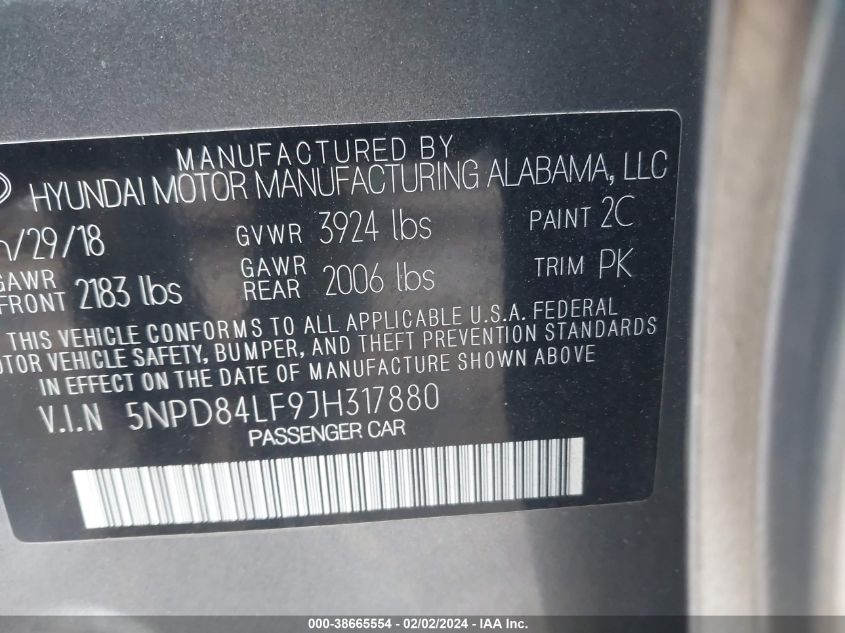 MANUFACTURED BY
HYUNDAI MOTOR MANUFACTURING ALABAMA, LLC
/29/18 GVWR 3924 lbs PAINT 2C
GAWR FRONT 2183 lbs GAWR REAR 2006 lbs TRIM PK
THIS VEHICLE CONFORMS TO ALL APPLICABLE U.S.A. FEDERAL
OTOR VEHICLE SAFETY, BUMPER, AND THEFT PREVENTION STANDARDS
IN EFFECT ON THE DATE OF MANUFACTURE SHOWN ABOVE
V.I.N 5NPD84LF9JH317880
PASSENGER CAR
000-38665554 - 02/02/2024 - IAA Inc.